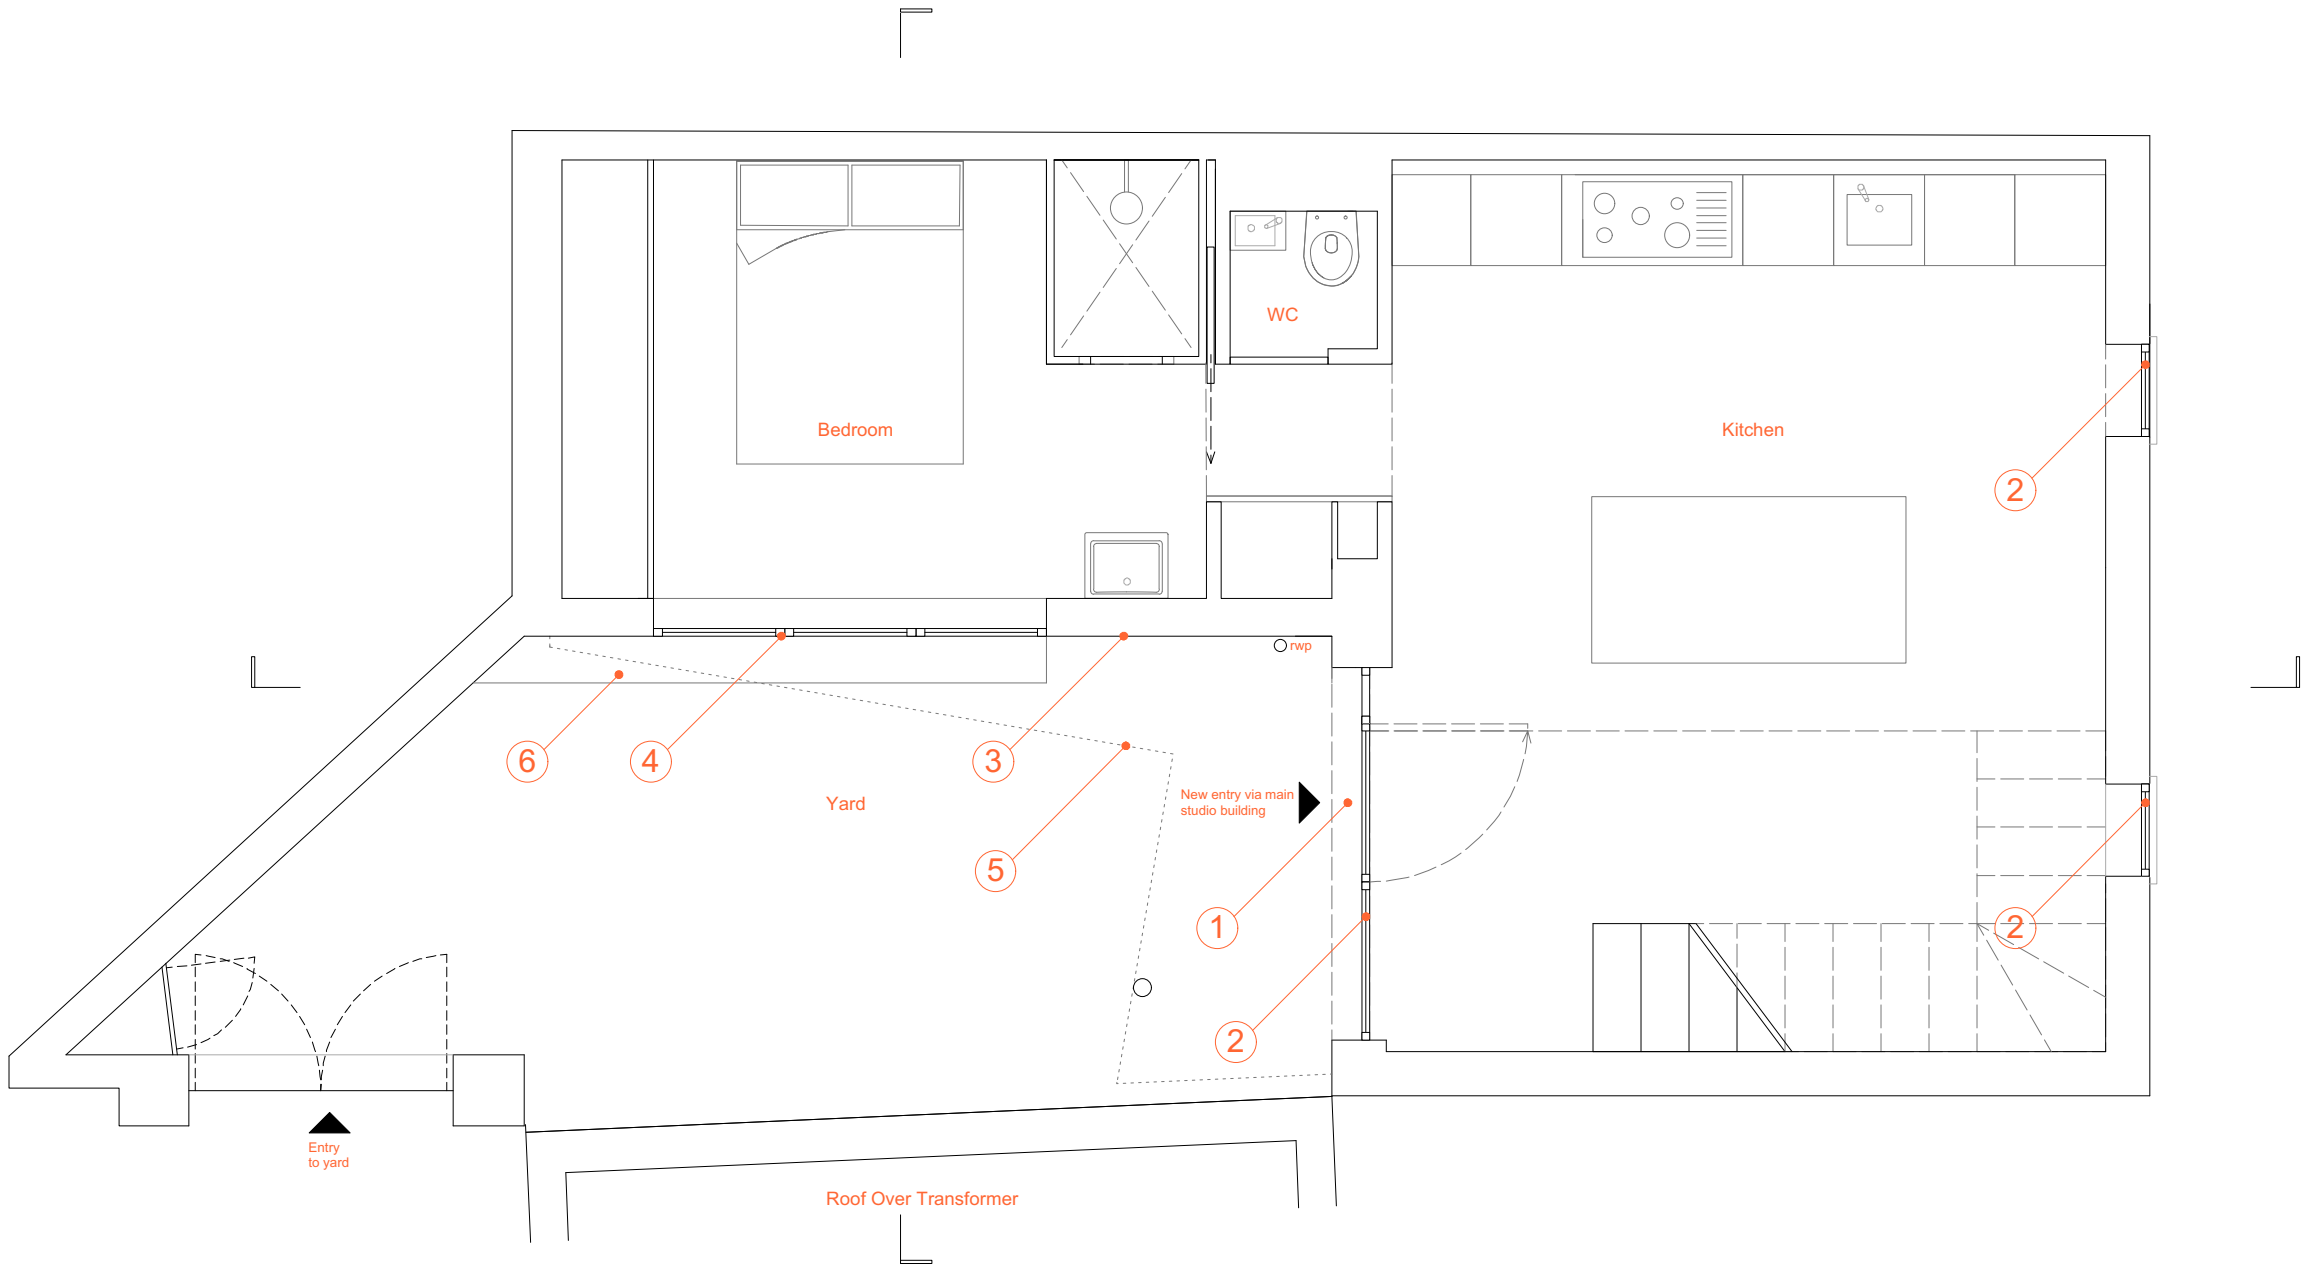 WC
Bedroom
Kitchen
2
rwp
6
4
3
New entry via main
studio building
Yard
5
1
2
2
Entry
to yard
Roof Over Transformer